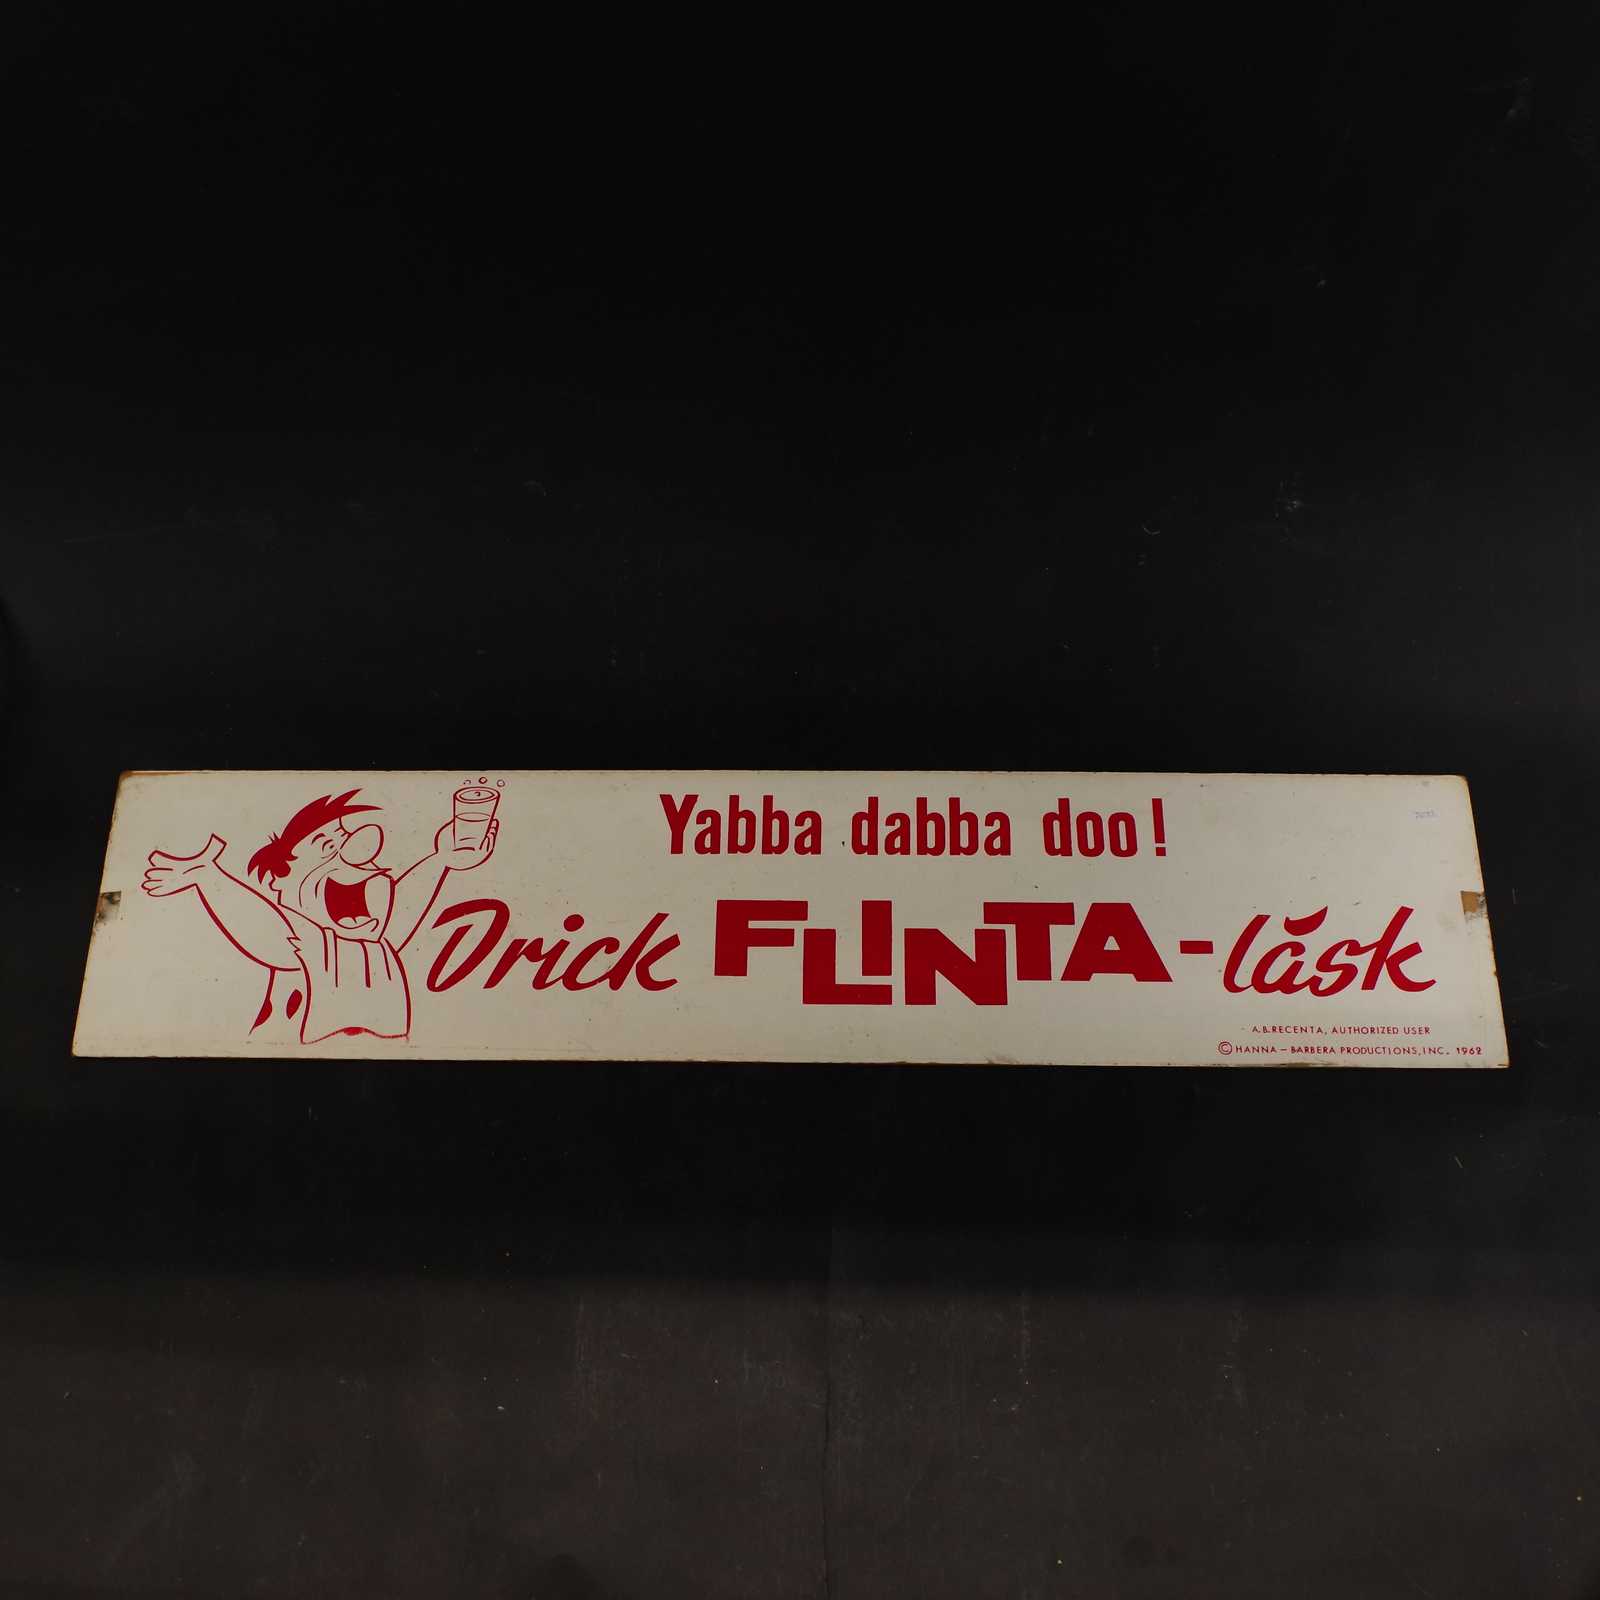 Yabba dabba doo!
Drick FLINTA-läsk
A.B. RECENTA, AUTHORIZED USER
© HANNA – BARBERA PRODUCTIONS, INC. 1962